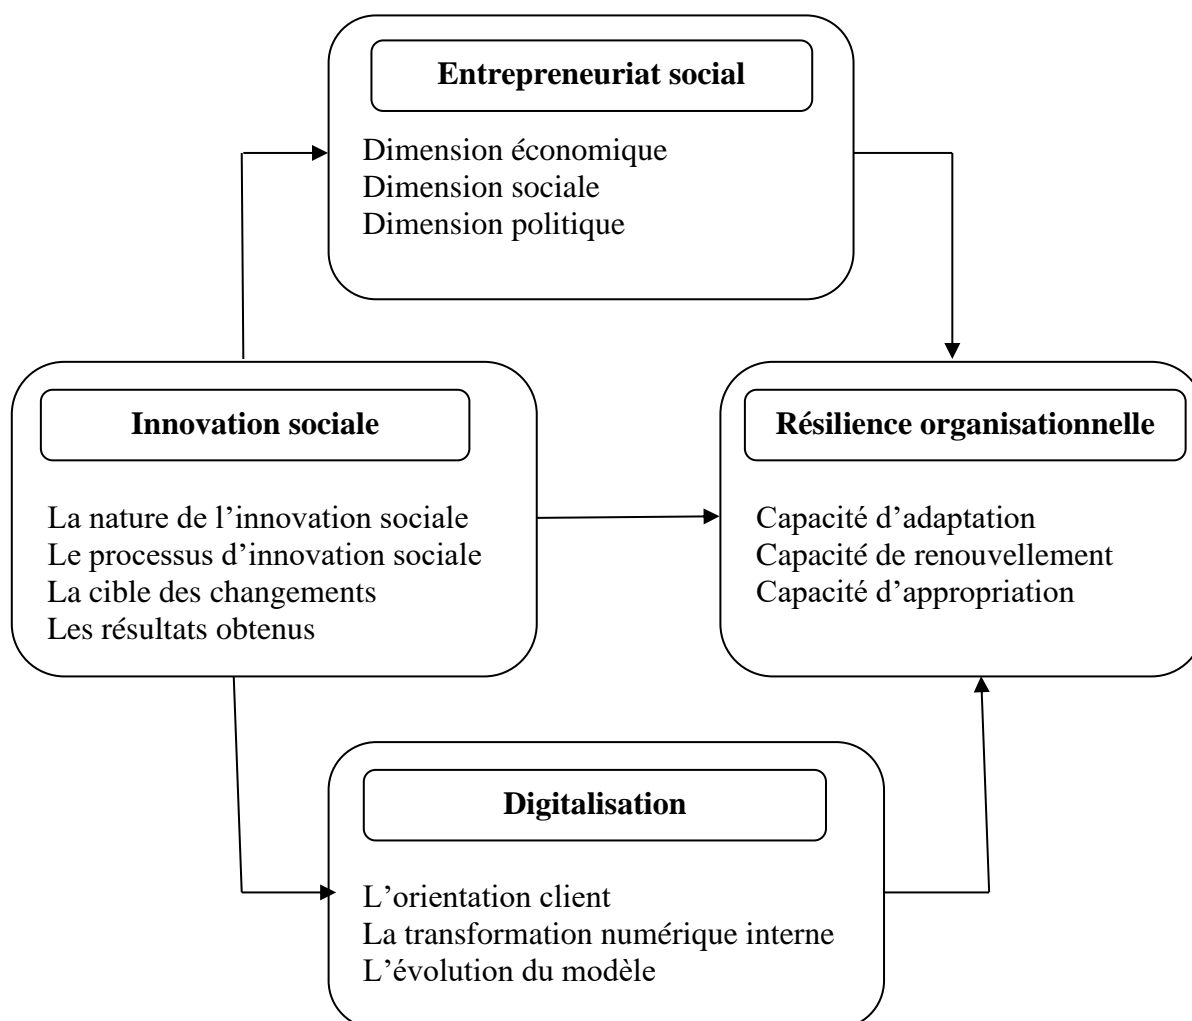 Entrepreneuriat social
Dimension économique
Dimension sociale
Dimension politique
Innovation sociale
La nature de l’innovation sociale
Le processus d’innovation sociale
La cible des changements
Les résultats obtenus
Résilience organisationnelle
Capacité d’adaptation
Capacité de renouvellement
Capacité d’appropriation
Digitalisation
L’orientation client
La transformation numérique interne
L’évolution du modèle